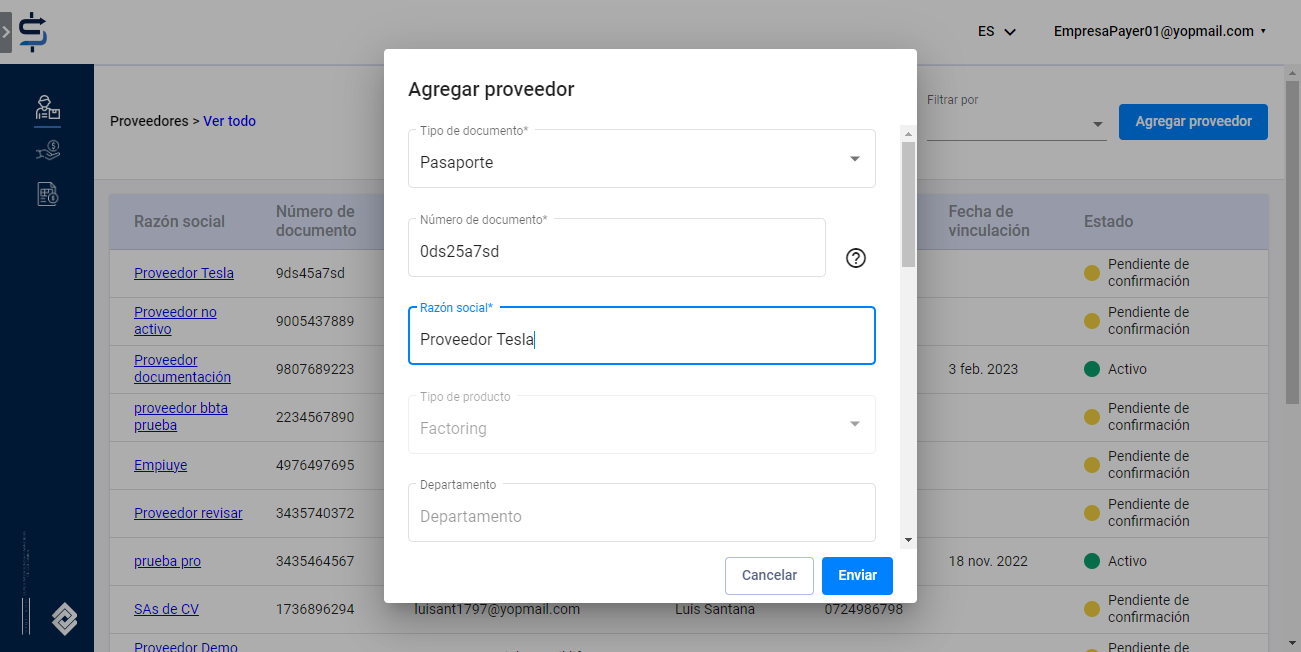 ES
EmpresaPayer01@yopmail.com
Proveedores > Ver todo
Filtrar por
Agregar proveedor
Agregar proveedor
Tipo de documento*
Pasaporte
Número de documento*
0ds25a7sd
Razón social*
Proveedor Tesla
Tipo de producto
Factoring
Departamento
Departamento
Cancelar
Enviar
Razón social
Número de
documento
Fecha de
vinculación
Estado
Proveedor Tesla
9ds45a7sd
Pendiente de
confirmación
Proveedor no
activo
9005437889
Pendiente de
confirmación
Proveedor
documentación
9807689223
3 feb. 2023
Activo
proveedor bbta
prueba
2234567890
Pendiente de
confirmación
Empiuye
4976497695
Pendiente de
confirmación
Proveedor revisar
3435740372
Pendiente de
confirmación
prueba pro
3435464567
18 nov. 2022
Activo
SAs de CV
1736896294
luisant1797@yopmail.com
Luis Santana
0724986798
Pendiente de
confirmación
Proveedor Demo
Pendiente de